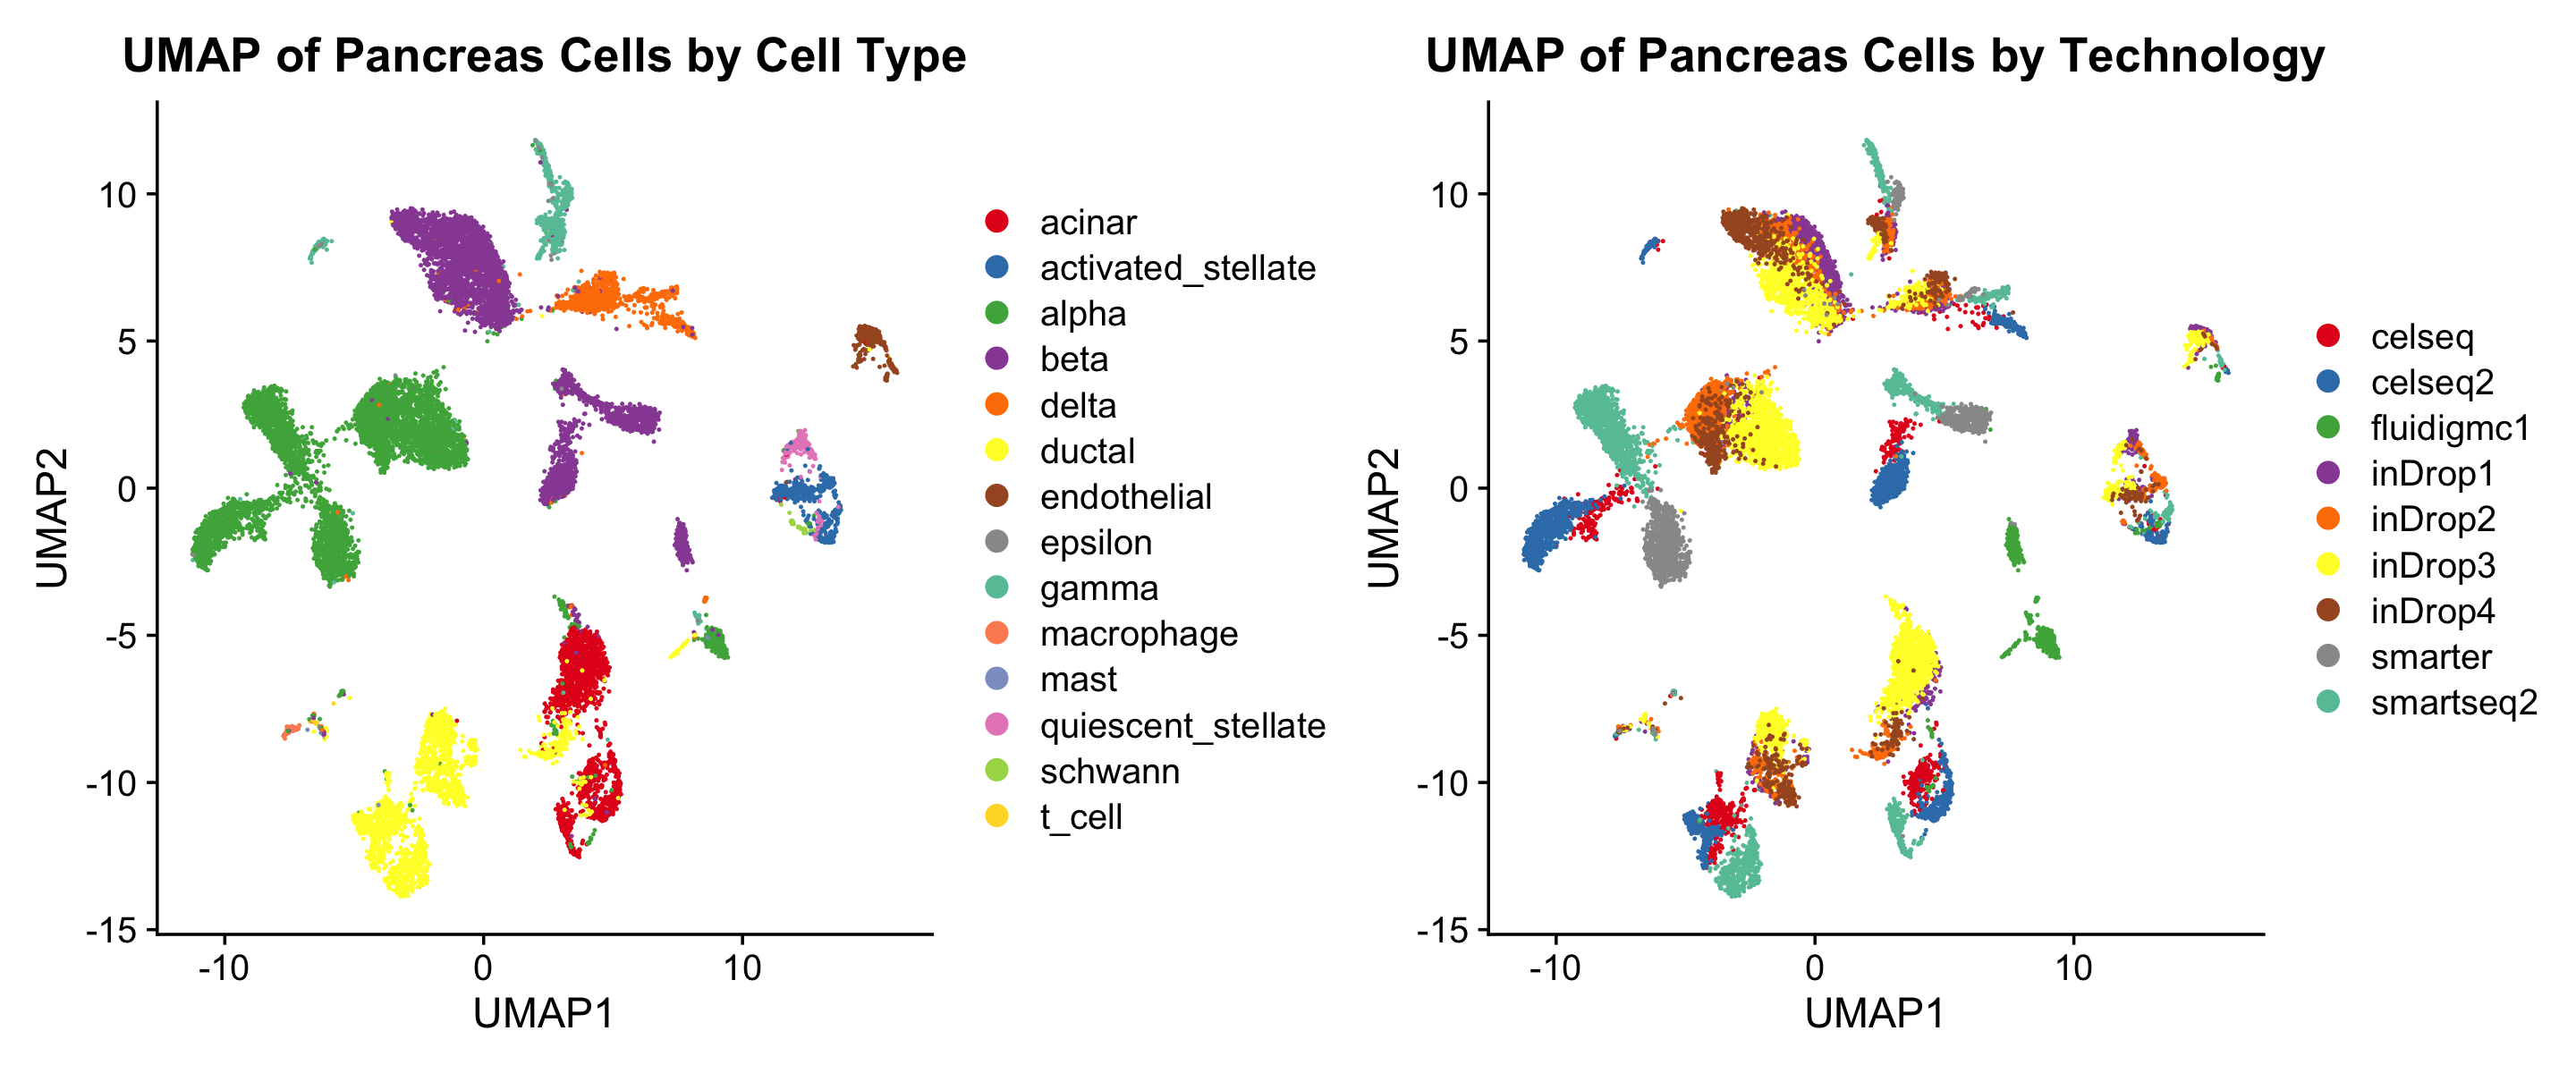 UMAP of Pancreas Cells by Cell Type
10
5
0
-5
-10
-15
-10
0
10
UMAP2
UMAP1
acinar
activated_stellate
alpha
beta
delta
ductal
endothelial
epsilon
gamma
macrophage
mast
quiescent_stellate
schwann
t_cell
UMAP of Pancreas Cells by Technology
10
5
0
-5
-10
-15
-10
0
10
UMAP2
UMAP1
celseq
celseq2
fluidigmc1
inDrop1
inDrop2
inDrop3
inDrop4
smarter
smartseq2